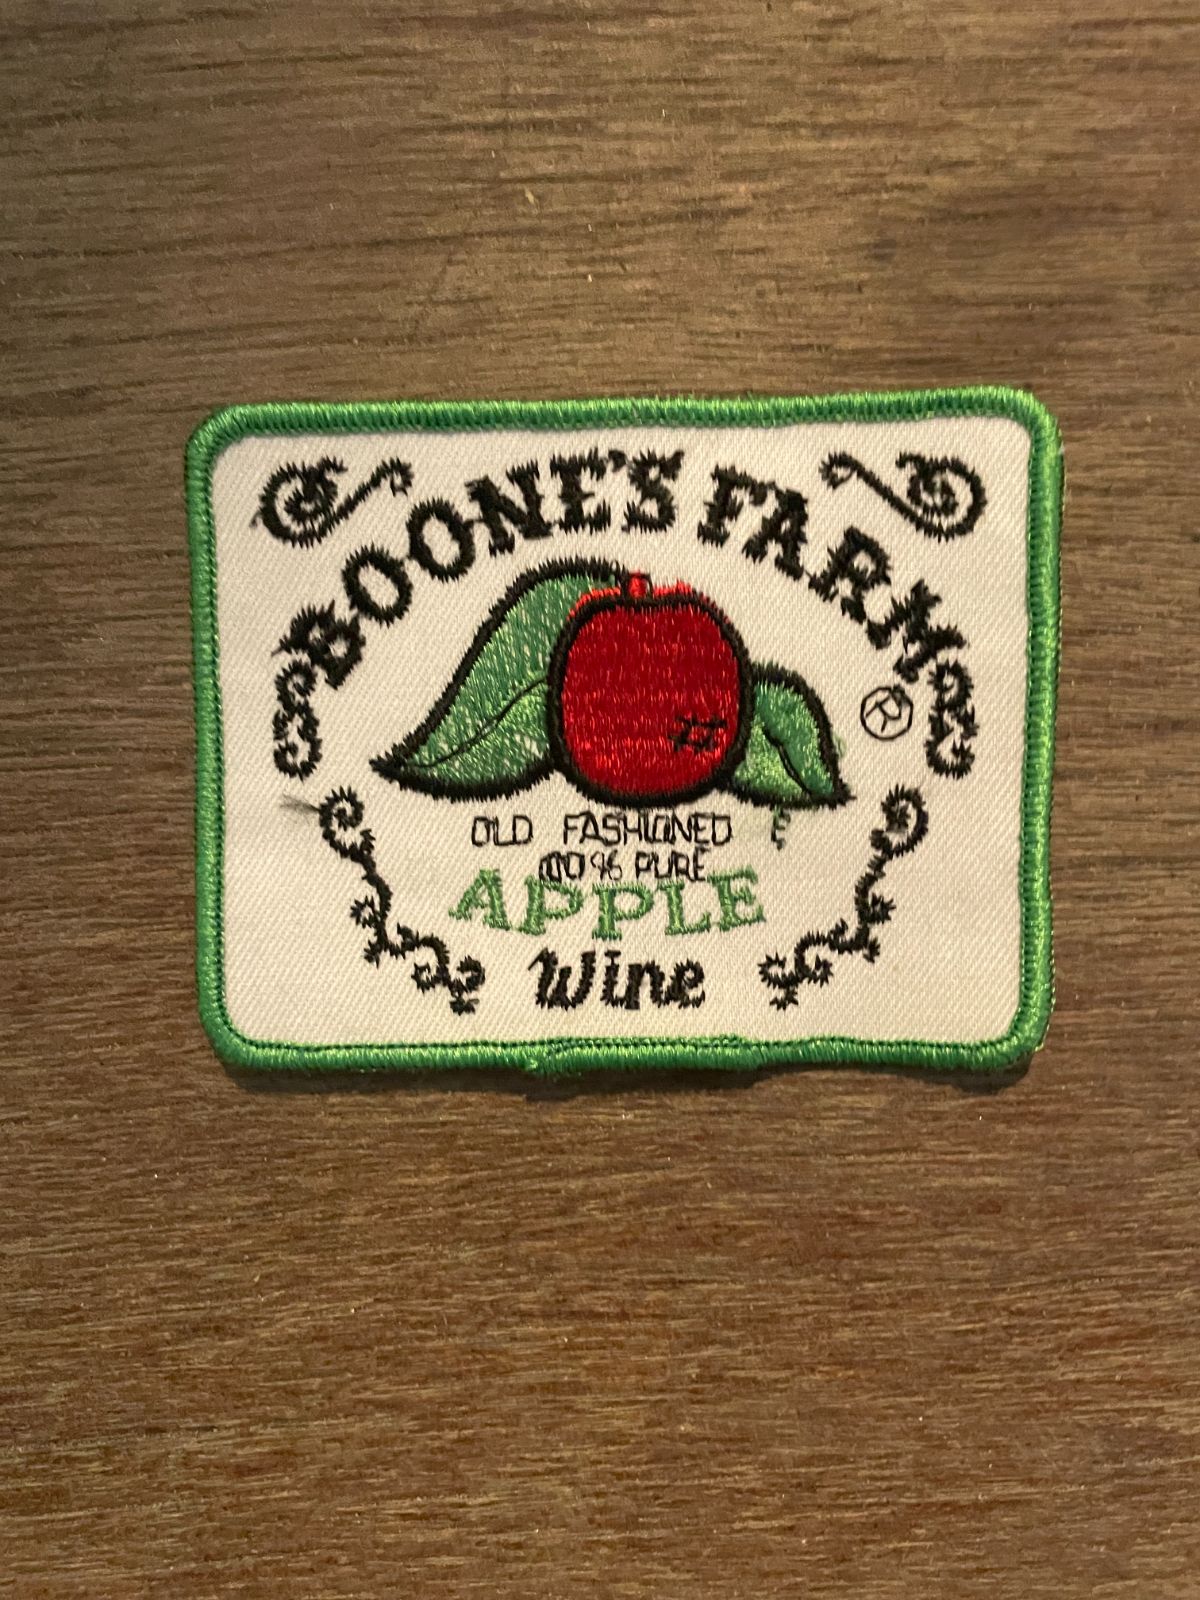 BOONE'S FARM
®
OLD FASHIONED
100% PURE
APPLE
Wine